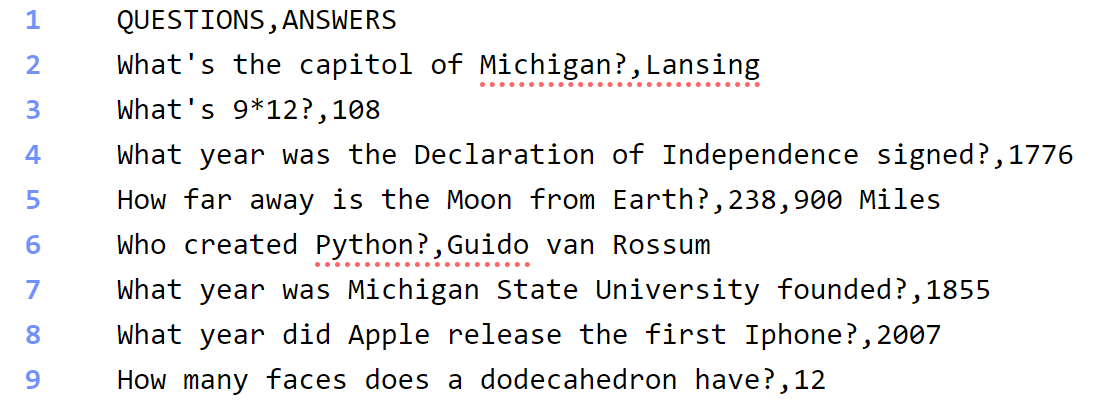 1 QUESTIONS,ANSWERS
2 What's the capitol of Michigan?,Lansing
3 What's 9*12?,108
4 What year was the Declaration of Independence signed?,1776
5 How far away is the Moon from Earth?,238,900 Miles
6 Who created Python?,Guido van Rossum
7 What year was Michigan State University founded?,1855
8 What year did Apple release the first Iphone?,2007
9 How many faces does a dodecahedron have?,12